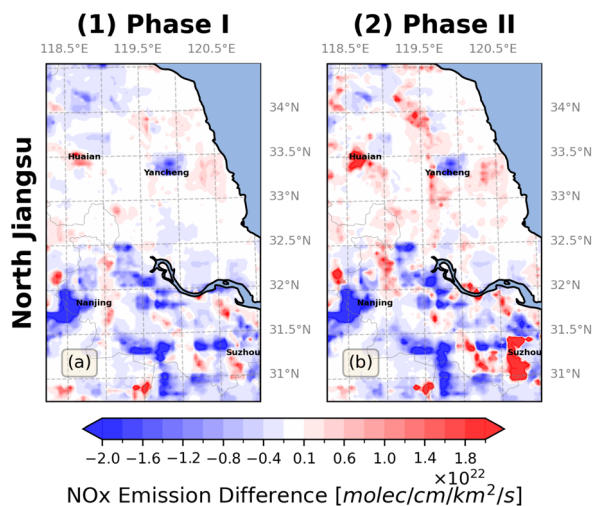 (1) Phase I
(2) Phase II
118.5°E 119.5°E 120.5°E
118.5°E 119.5°E 120.5°E
North Jiangsu
34°N
33.5°N
33°N
32.5°N
32°N
31.5°N
31°N
Huaian
Yancheng
Nanjing
Suzhou
(a)
34°N
33.5°N
33°N
32.5°N
32°N
31.5°N
31°N
Huaian
Yancheng
Nanjing
Suzhou
(b)
−2.0 −1.6 −1.2 −0.8 −0.4 0.1 0.6 1.0 1.4 1.8
×10²²
NOx Emission Difference [molec/cm/km²/s]